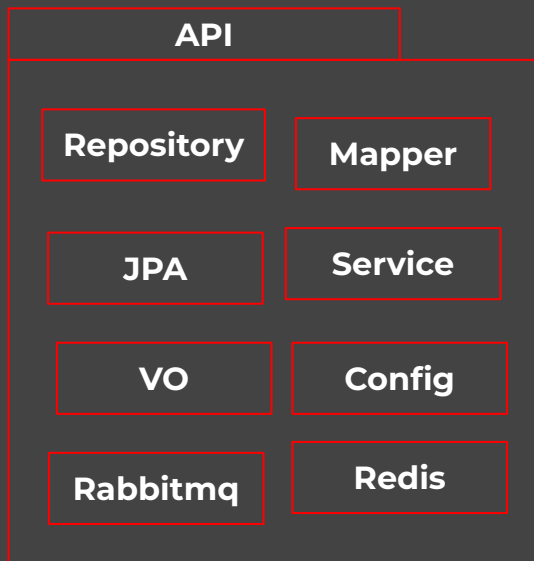 API
Repository
Mapper
JPA
Service
VO
Config
Rabbitmq
Redis